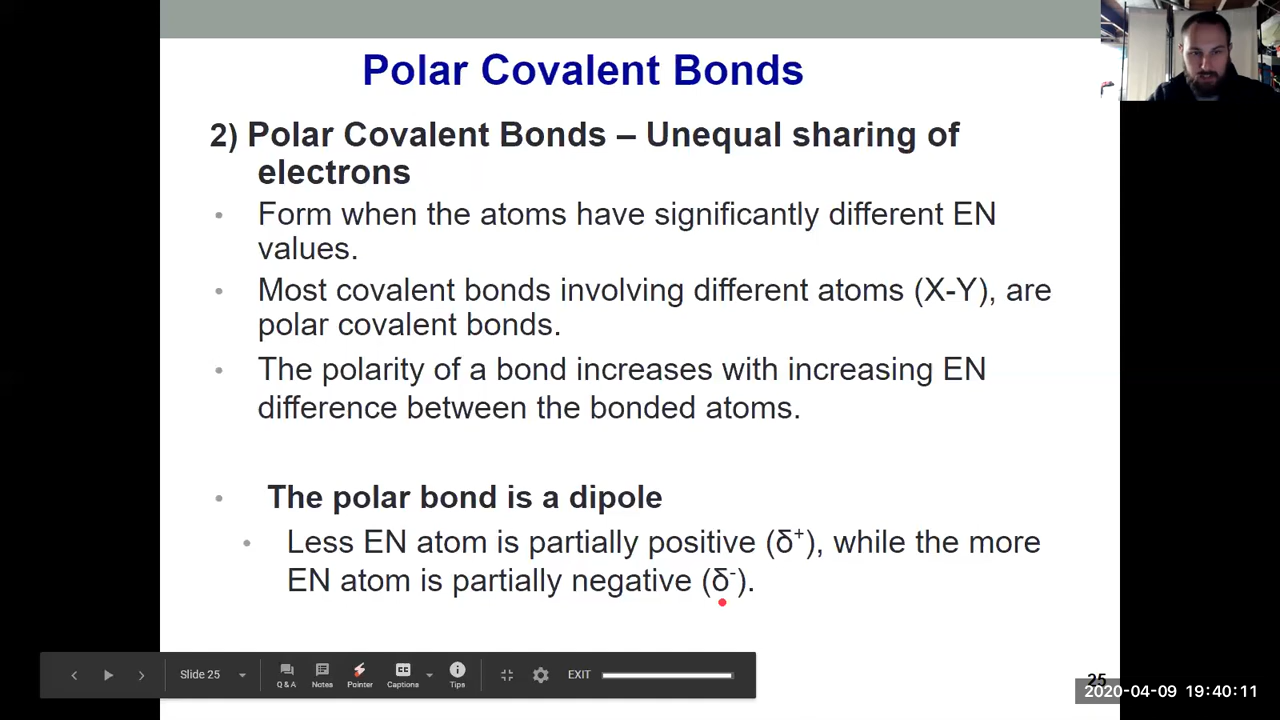 Polar Covalent Bonds
2) Polar Covalent Bonds – Unequal sharing of
electrons
• Form when the atoms have significantly different EN
values.
• Most covalent bonds involving different atoms (X-Y), are
polar covalent bonds.
• The polarity of a bond increases with increasing EN
difference between the bonded atoms.
• The polar bond is a dipole
• Less EN atom is partially positive (δ⁺), while the more
EN atom is partially negative (δ⁻).
Slide 25
Q & A
Notes
Pointer
CC
Captions
Tips
EXIT
25
2020-04-09 19:40:11